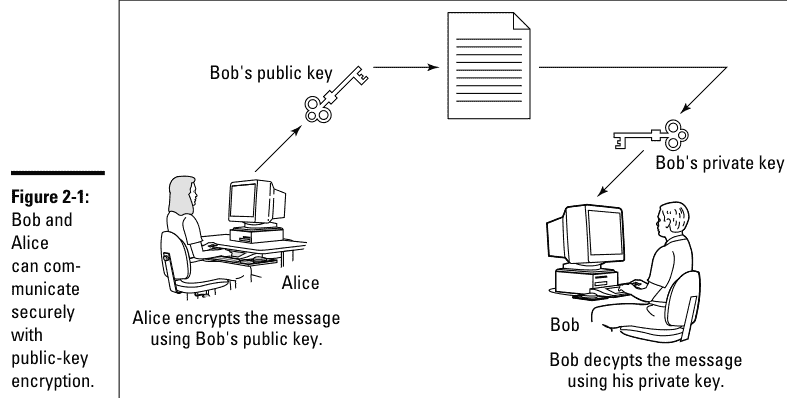 Figure 2-1:
Bob and
Alice
can com-
municate
securely
with
public-key
encryption.
Bob's public key
Bob's private key
Alice
Alice encrypts the message
using Bob's public key.
Bob
Bob decypts the message
using his private key.